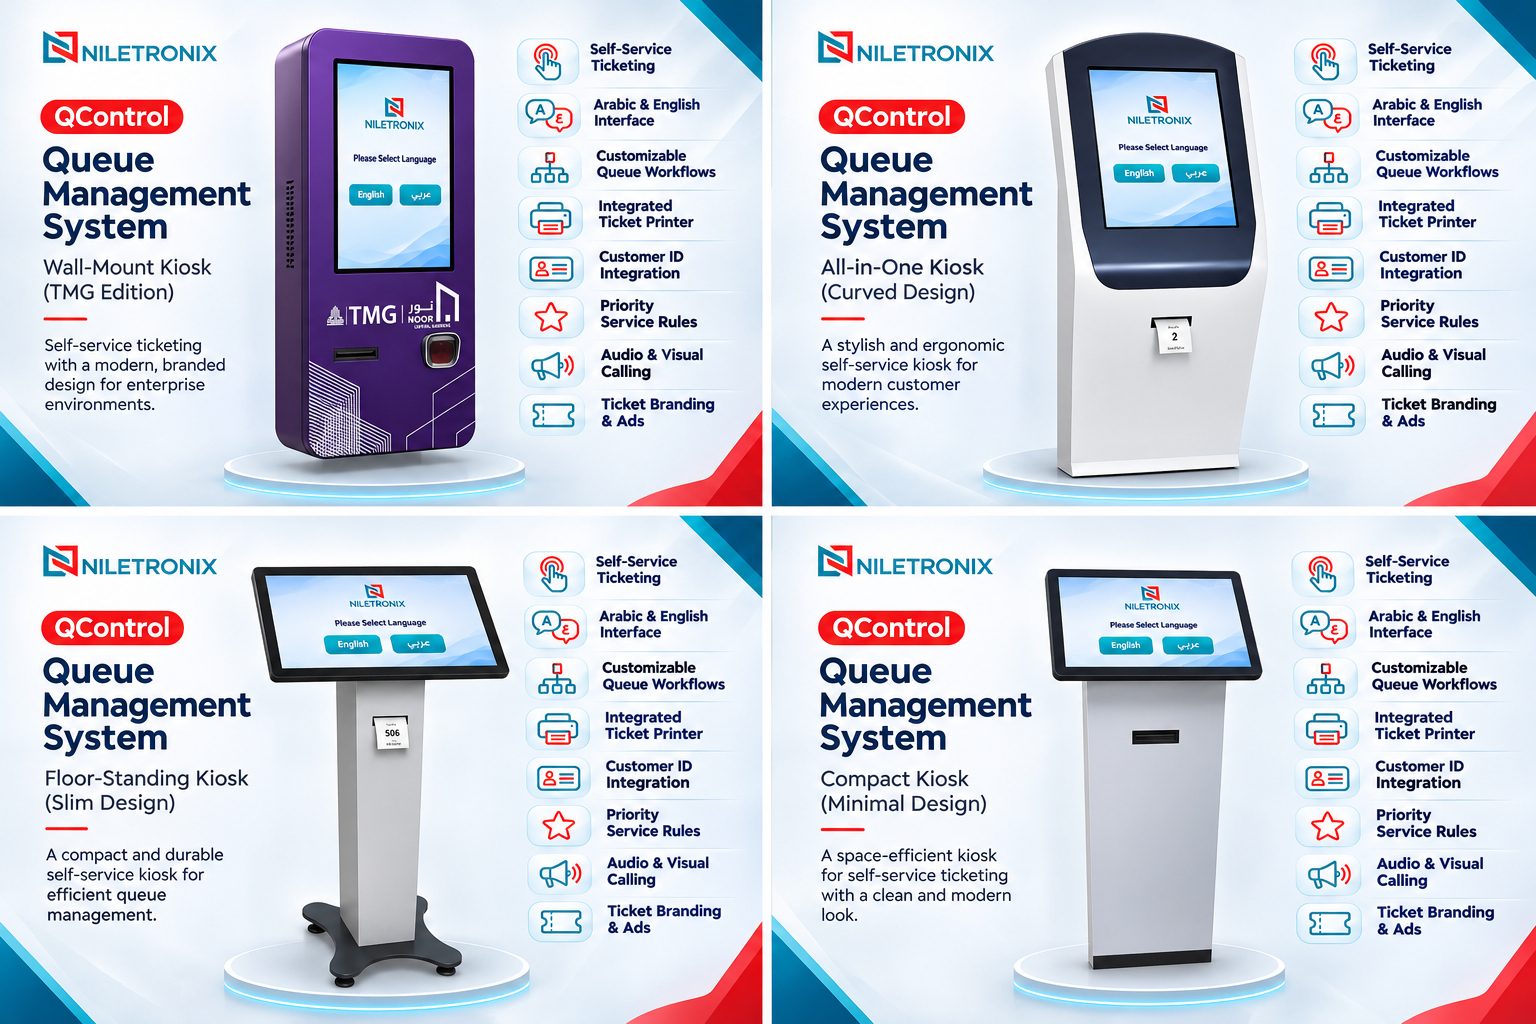 NILETRONIX
QControl
Queue
Management
System
Wall-Mount Kiosk
(TMG Edition)
Self-service ticketing
with a modern, branded
design for enterprise
environments.
NILETRONIX
Please Select Language
English
عربي
TMG
نور
NOOR
Self-Service
Ticketing
A
ع
Arabic & English
Interface
Customizable
Queue Workflows
Integrated
Ticket Printer
Customer ID
Integration
Priority
Service Rules
Audio & Visual
Calling
Ticket Branding
& Ads
NILETRONIX
QControl
Queue
Management
System
All-in-One Kiosk
(Curved Design)
A stylish and ergonomic
self-service kiosk for
modern customer
experiences.
NILETRONIX
Please Select Language
English
عربي
2
Self-Service
Ticketing
A
ع
Arabic & English
Interface
Customizable
Queue Workflows
Integrated
Ticket Printer
Customer ID
Integration
Priority
Service Rules
Audio & Visual
Calling
Ticket Branding
& Ads
NILETRONIX
QControl
Queue
Management
System
Floor-Standing Kiosk
(Slim Design)
A compact and durable
self-service kiosk for
efficient queue
management.
NILETRONIX
Please Select Language
English
عربي
S06
Self-Service
Ticketing
A
ع
Arabic & English
Interface
Customizable
Queue Workflows
Integrated
Ticket Printer
Customer ID
Integration
Priority
Service Rules
Audio & Visual
Calling
Ticket Branding
& Ads
NILETRONIX
QControl
Queue
Management
System
Compact Kiosk
(Minimal Design)
A space-efficient kiosk
for self-service ticketing
with a clean and modern
look.
NILETRONIX
Please Select Language
English
عربي
Self-Service
Ticketing
A
ع
Arabic & English
Interface
Customizable
Queue Workflows
Integrated
Ticket Printer
Customer ID
Integration
Priority
Service Rules
Audio & Visual
Calling
Ticket Branding
& Ads